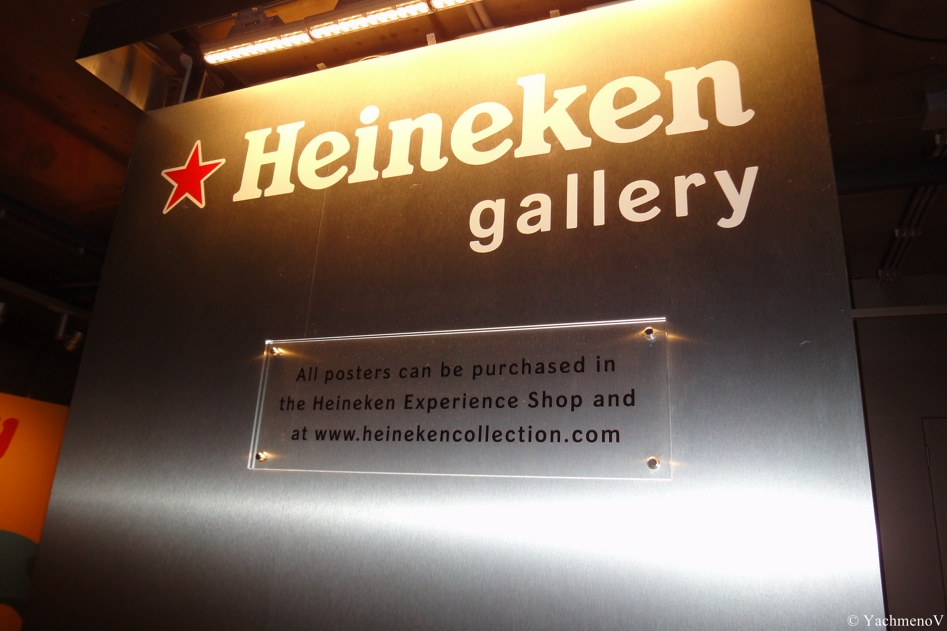 Heineken
gallery
All posters can be purchased in
the Heineken Experience Shop and
at www.heinekencollection.com
© YachmenoV